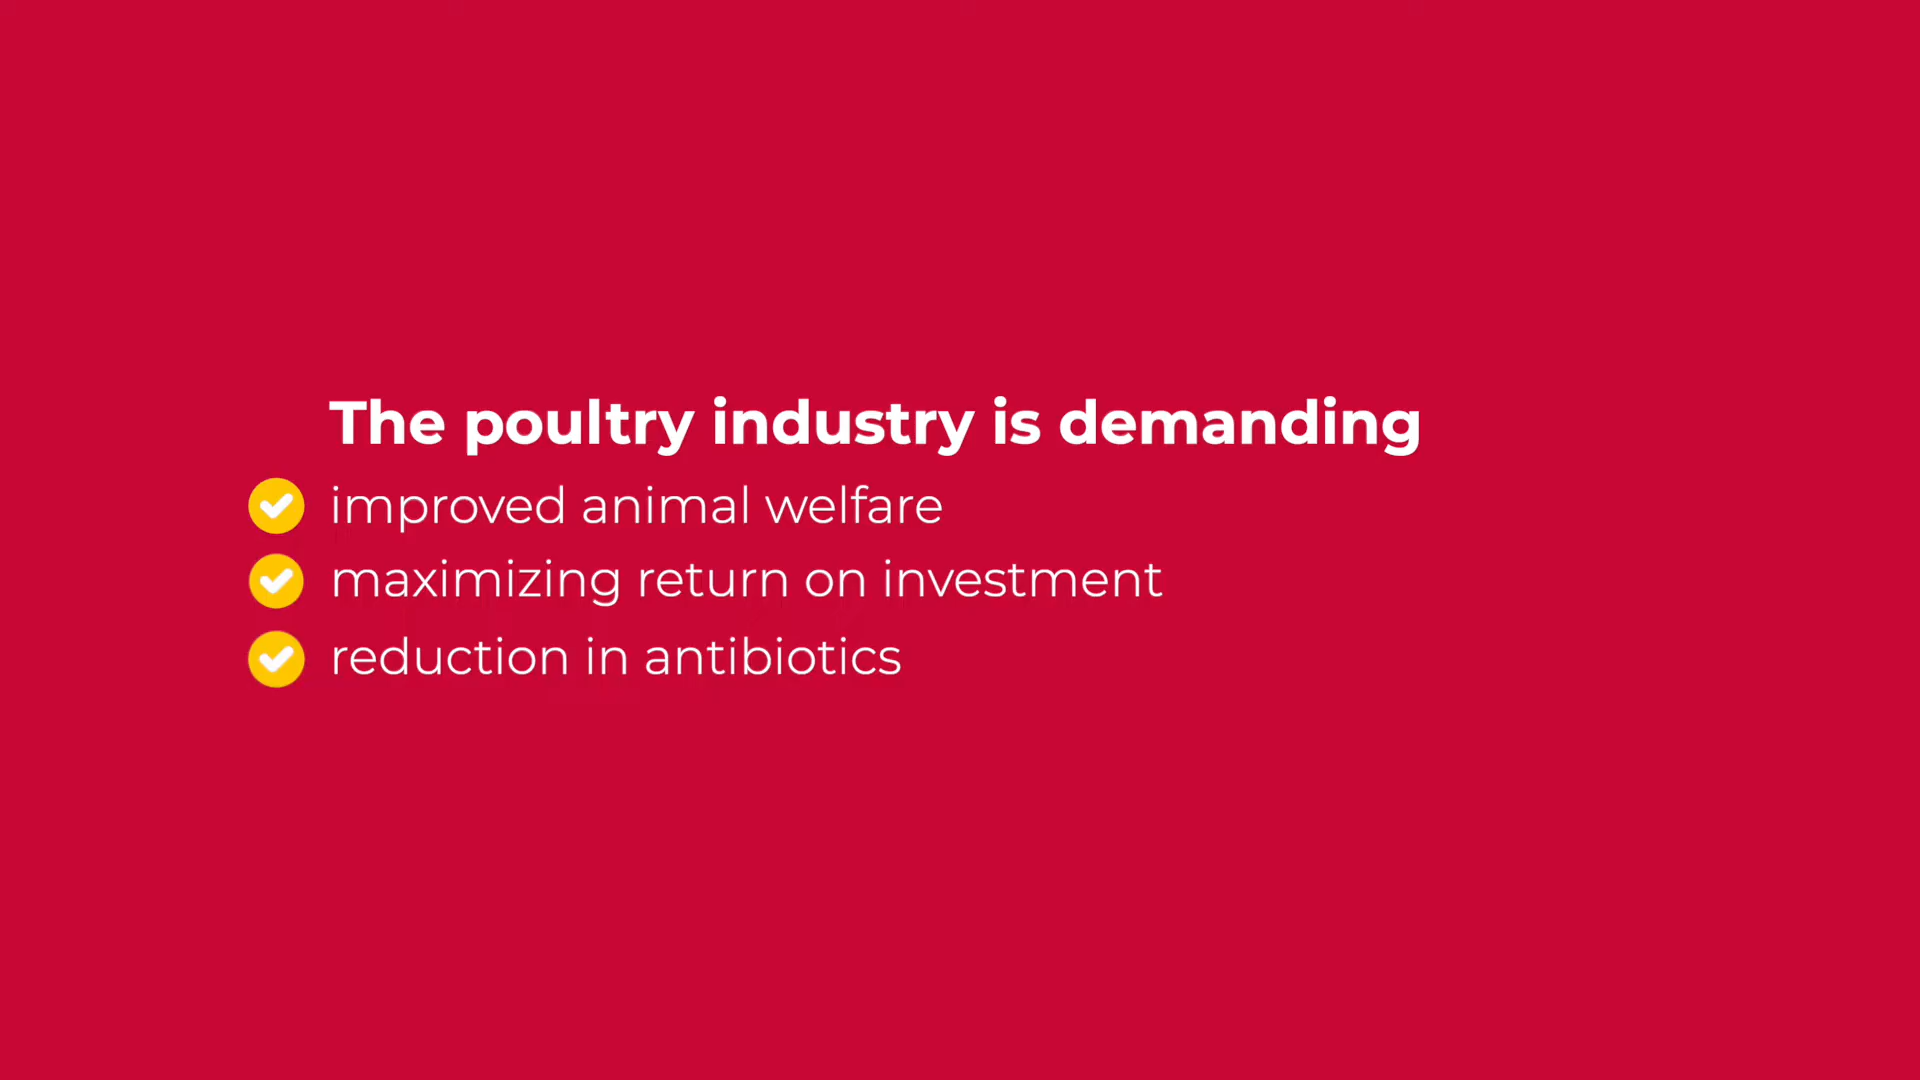 The poultry industry is demanding
improved animal welfare
maximizing return on investment
reduction in antibiotics